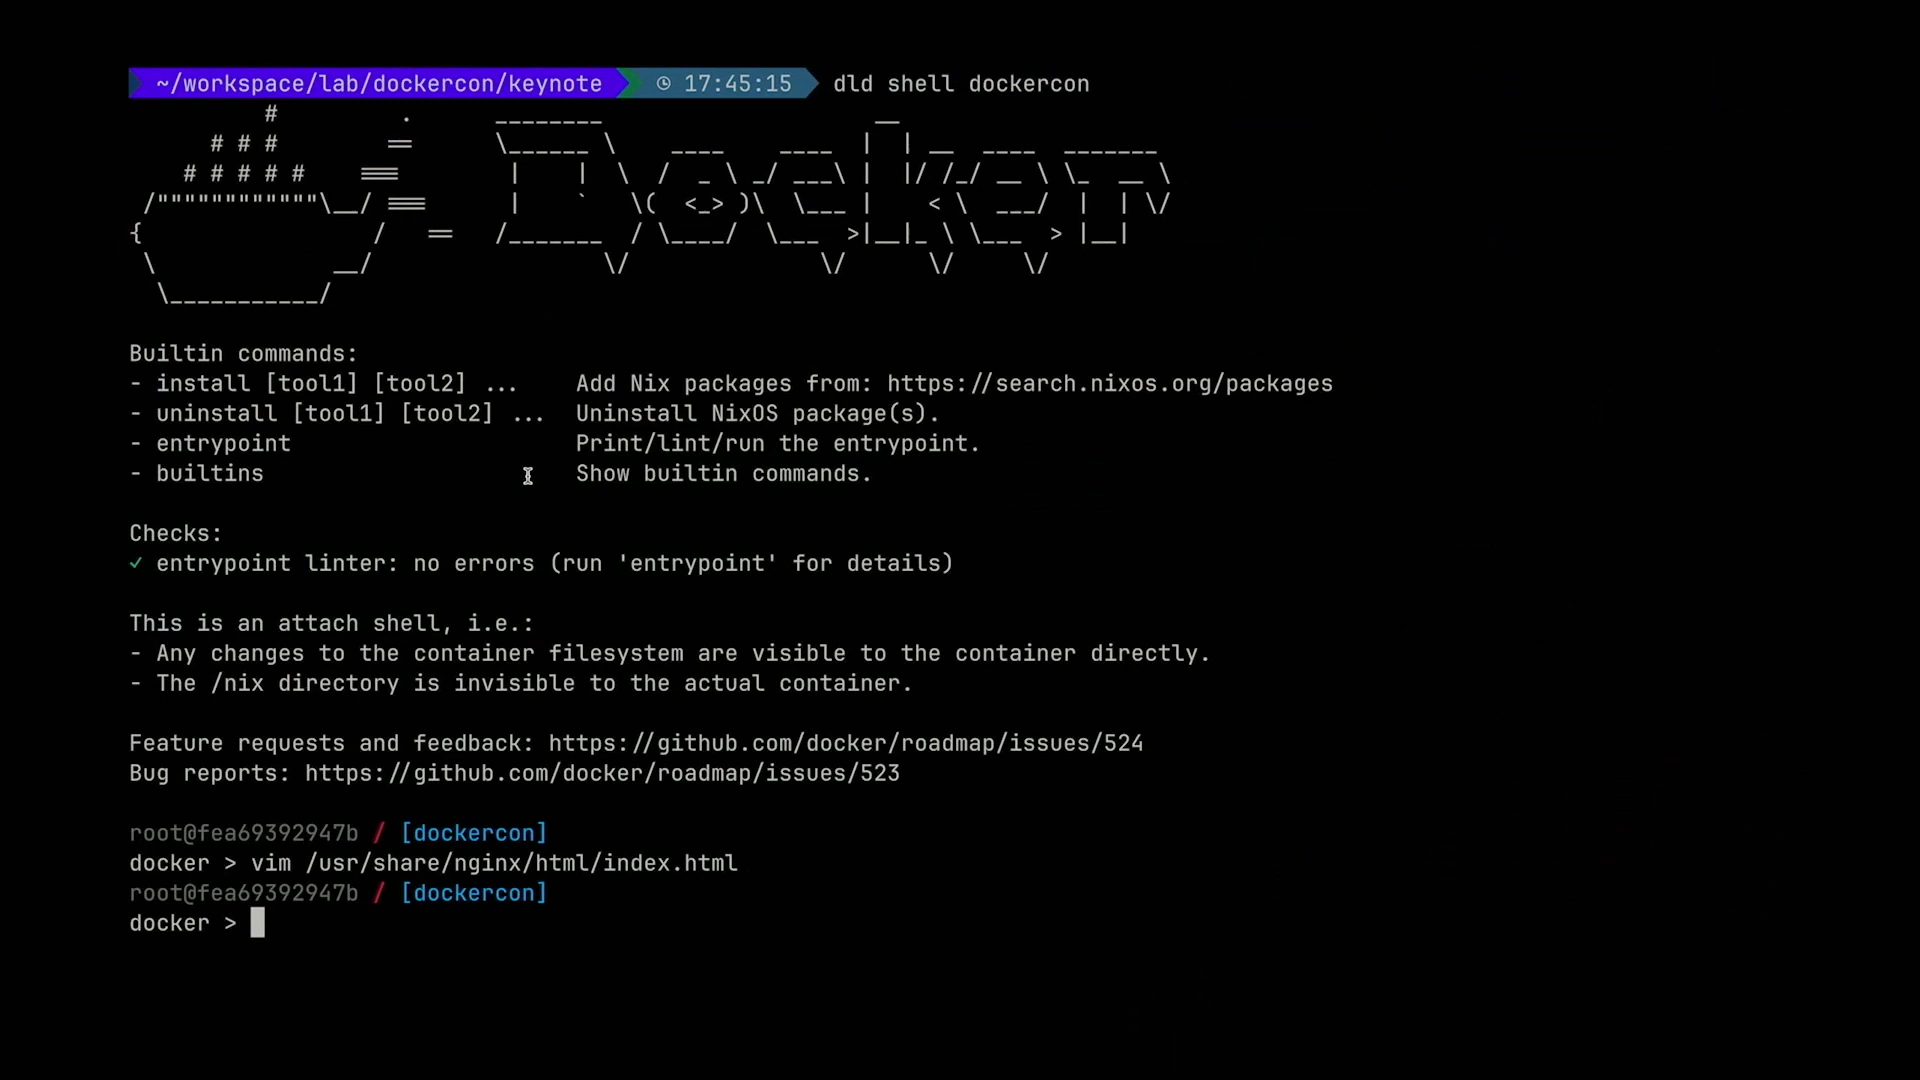 ~/workspace/lab/dockercon/keynote 17:45:15 dld shell dockercon
Docker
Builtin commands:
- install [tool1] [tool2] ... Add Nix packages from: https://search.nixos.org/packages
- uninstall [tool1] [tool2] ... Uninstall NixOS package(s).
- entrypoint Print/lint/run the entrypoint.
- builtins Show builtin commands.
Checks:
✓ entrypoint linter: no errors (run 'entrypoint' for details)
This is an attach shell, i.e.:
- Any changes to the container filesystem are visible to the container directly.
- The /nix directory is invisible to the actual container.
Feature requests and feedback: https://github.com/docker/roadmap/issues/524
Bug reports: https://github.com/docker/roadmap/issues/523
root@fea69392947b / [dockercon]
docker > vim /usr/share/nginx/html/index.html
root@fea69392947b / [dockercon]
docker >